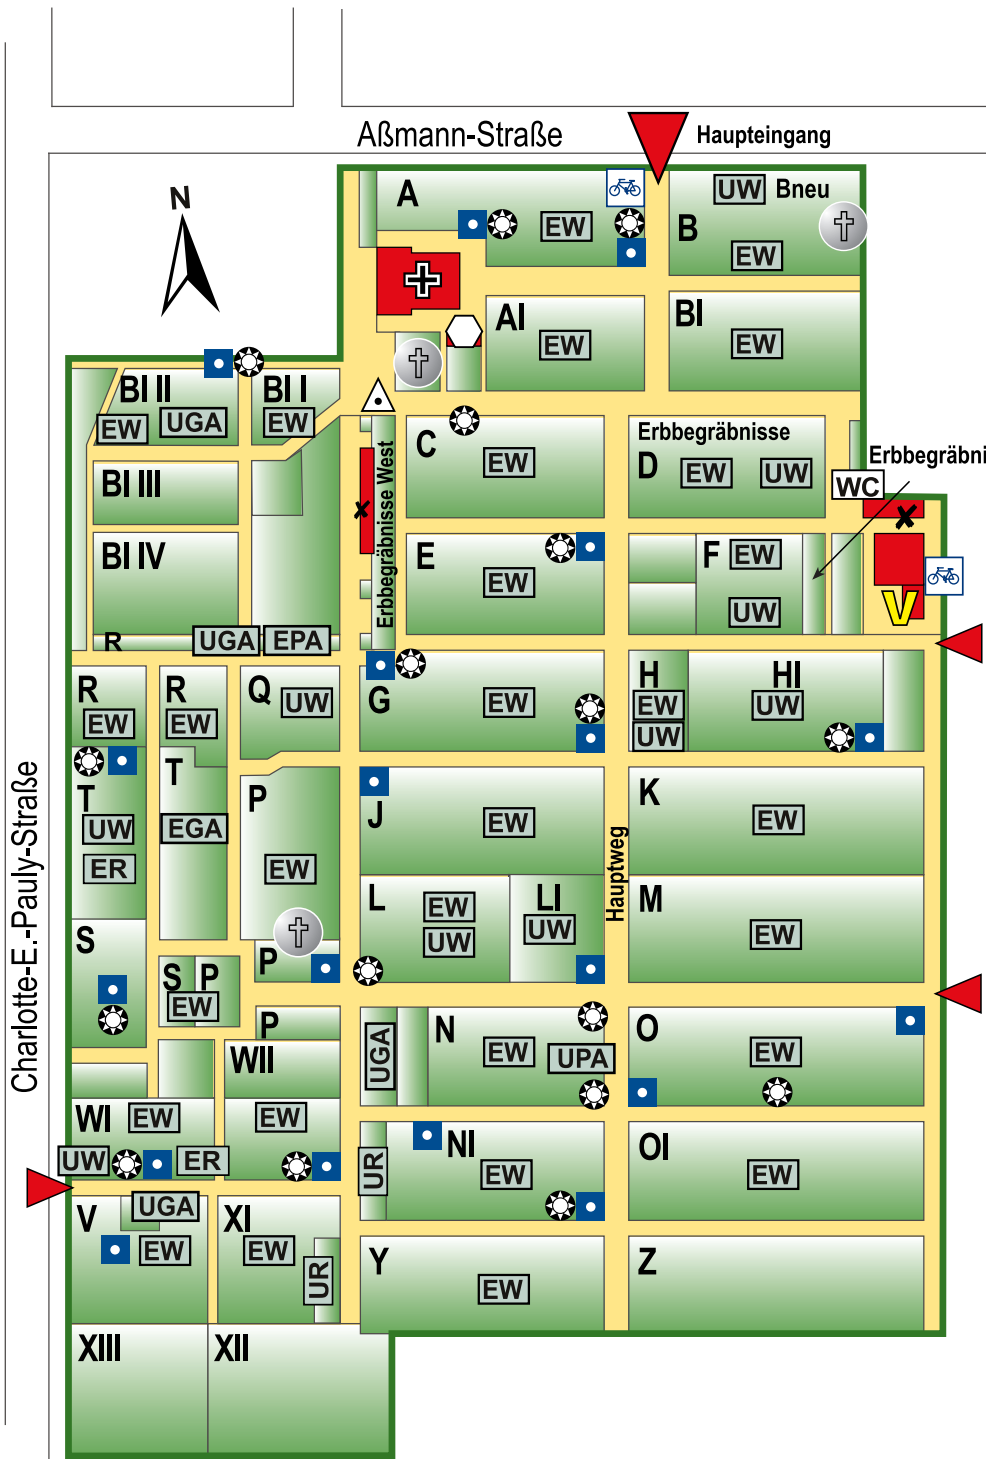 Aßmann-Straße
Haupteingang
N
A
EW
UW Bneu
B
EW
AI
EW
BI
EW
BI II
EW
UGA
BI I
EW
C
EW
Erbbegräbnisse
D
EW
UW
Erbbegräbni
WC
BI III
Erbbegräbnisse West
BI IV
E
EW
F
EW
UW
V
R
UGA
EPA
R
EW
R
EW
Q
UW
G
EW
H
EW
UW
HI
UW
T
UW
ER
T
EGA
P
EW
J
EW
K
EW
Charlotte-E.-Pauly-Straße
Hauptweg
L
EW
UW
LI
UW
M
EW
S
P
S P
EW
P
UGA
N
EW
UPA
O
EW
WII
EW
WI
EW
UW
ER
UR
NI
EW
OI
EW
V
UGA
EW
XI
EW
UR
Y
EW
Z
XIII
XII